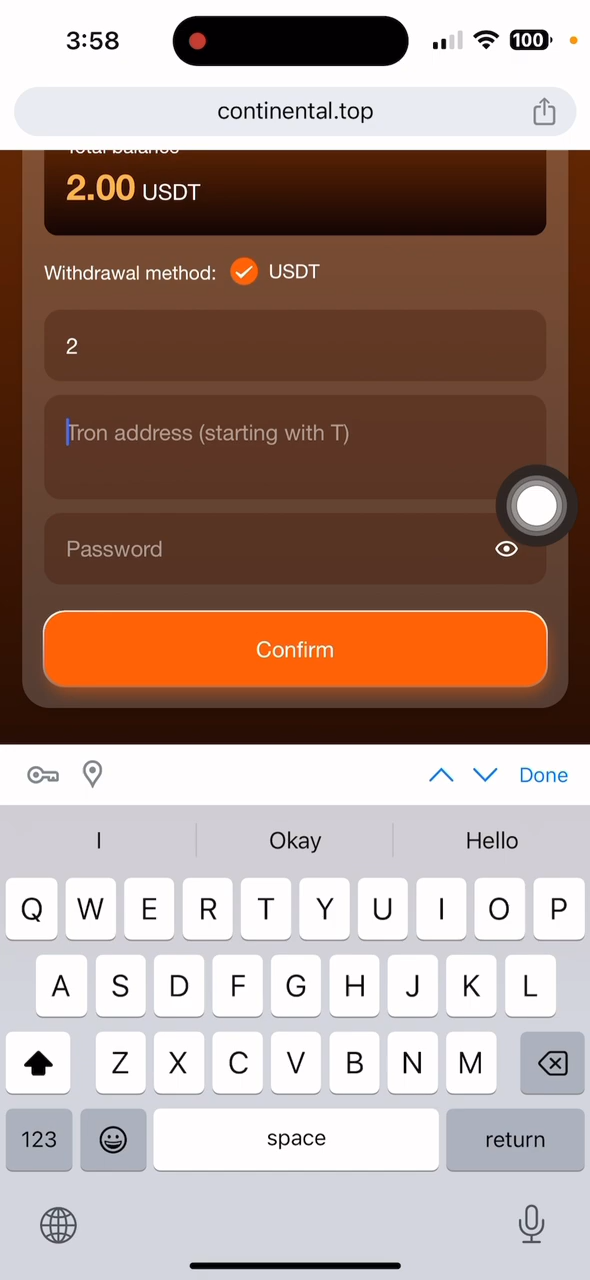 3:58
100
continental.top
Total balance
2.00 USDT
Withdrawal method: USDT
2
Tron address (starting with T)
Password
Confirm
Done
I Okay Hello
Q W E R T Y U I O P
A S D F G H J K L
Z X C V B N M
123 space return